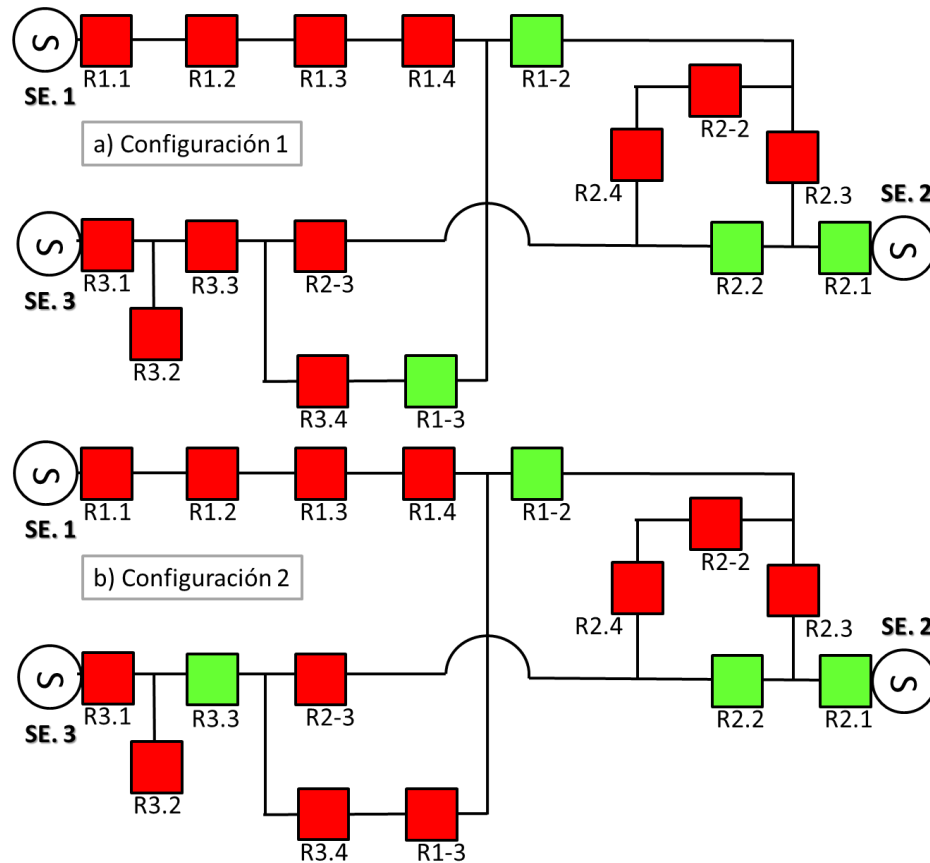 S
R1.1
R1.2
R1.3
R1.4
R1-2
SE. 1
a) Configuración 1
R2-2
R2.4
R2.3
SE. 2
S
R3.1
R3.3
R2-3
R2.2
R2.1
S
SE. 3
R3.2
R3.4
R1-3
S
R1.1
R1.2
R1.3
R1.4
R1-2
SE. 1
b) Configuración 2
R2-2
R2.4
R2.3
SE. 2
S
R3.1
R3.3
R2-3
R2.2
R2.1
S
SE. 3
R3.2
R3.4
R1-3